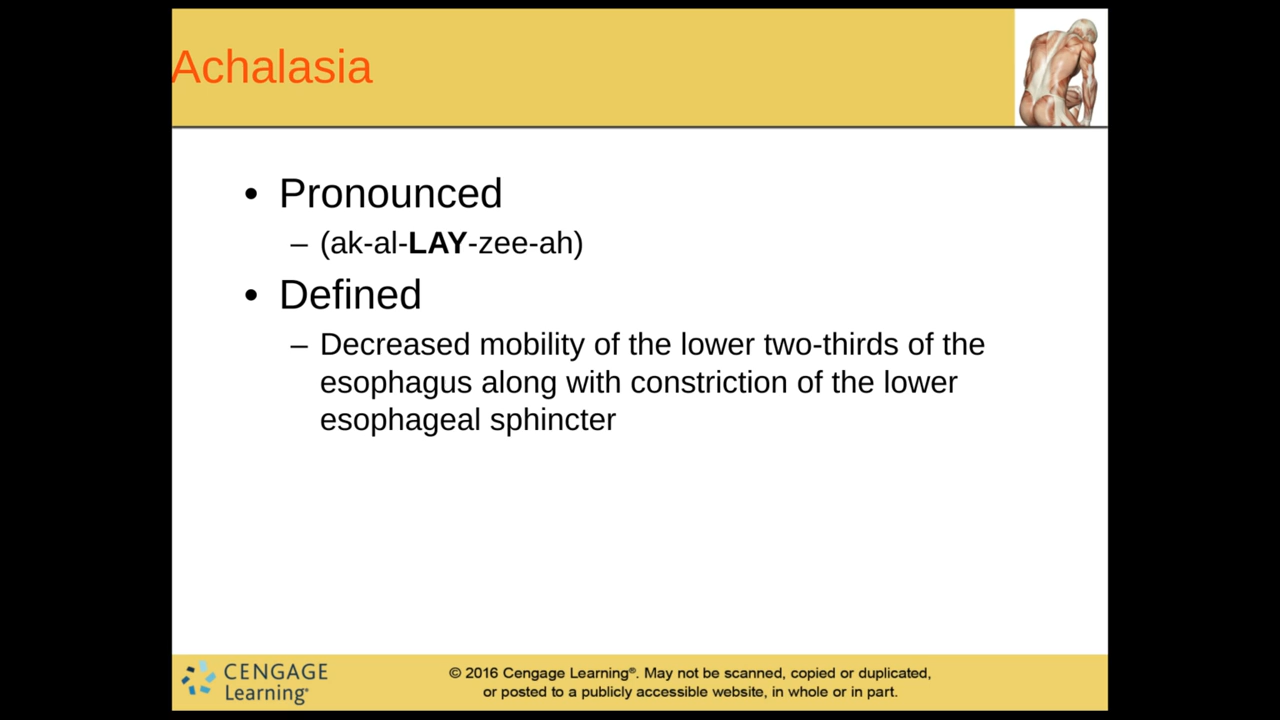 Achalasia
• Pronounced
– (ak-al-LAY-zee-ah)
• Defined
– Decreased mobility of the lower two-thirds of the
esophagus along with constriction of the lower
esophageal sphincter
CENGAGE
Learning®
© 2016 Cengage Learning®. May not be scanned, copied or duplicated,
or posted to a publicly accessible website, in whole or in part.